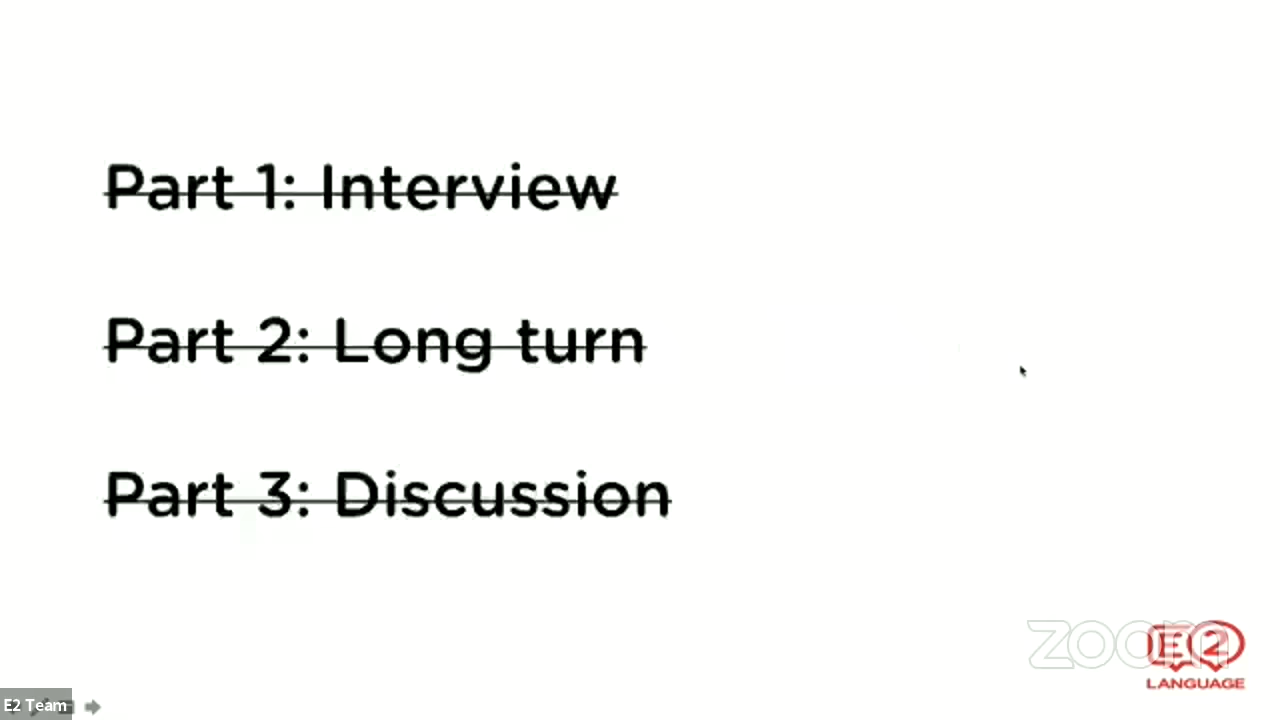 Part 1: Interview
Part 2: Long turn
Part 3: Discussion
zoom
E2
LANGUAGE
E2 Team